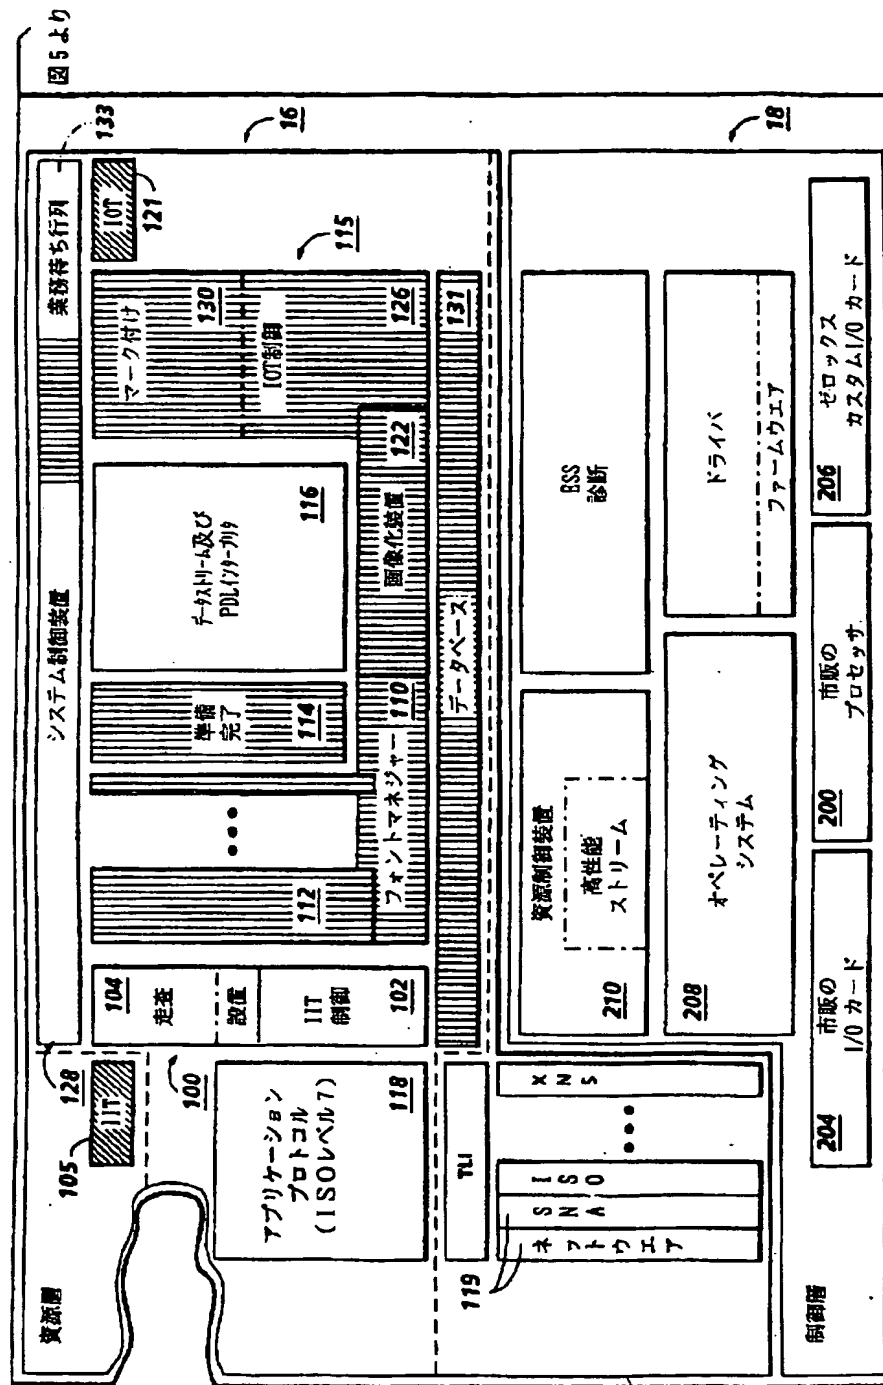 図5より
資源層
システム制御装置
業務待ち行列
133
128
105
IIT
IOT
121
16
100
104
走査
設置
IIT
制御
102
112
●●●
準備
完了
114
データストリーム及び
PDLインタープリタ
116
マーク付け
130
IOT制御
126
115
フォントマネジャー
110
画像化装置
122
データベース
131
アプリケーション
プロトコル
(ISOレベル7)
118
TLI
119
ネットウエア
SNA
ISO
●●●
XNS
資源制御装置
高性能
ストリーム
210
BSS
診断
18
オペレーティング
システム
208
ドライバ
ファームウエア
制御層
204
市販の
I/Oカード
200
市販の
プロセッサ
206
ゼロックス
カスタムI/Oカード